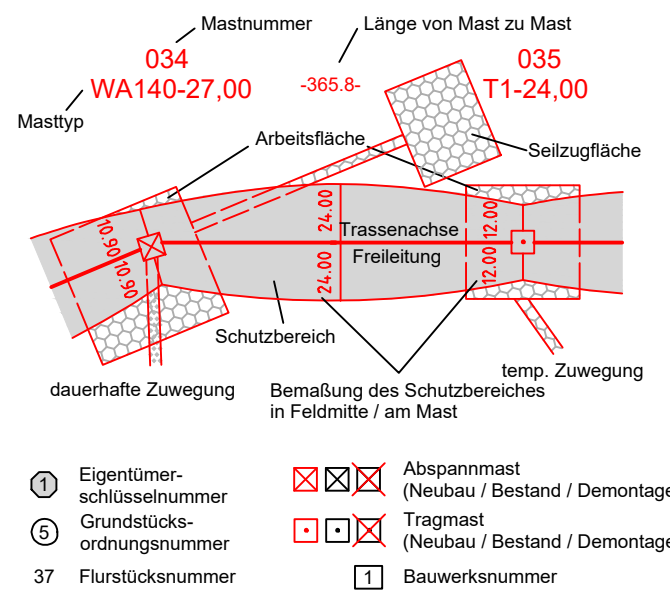 Mastnummer
Länge von Mast zu Mast
034
035
WA140-27,00
-365.8-
T1-24,00
Masttyp
Arbeitsfläche
Seilzugfläche
10.90
10.90
24.00
24.00
12.00
12.00
Trassenachse
Freileitung
Schutzbereich
dauerhafte Zuwegung
temp. Zuwegung
Bemaßung des Schutzbereiches
in Feldmitte / am Mast
1
Eigentümer-
schlüsselnummer
Abspannmast
(Neubau / Bestand / Demontage
5
Grundstücks-
ordnungsnummer
Tragmast
(Neubau / Bestand / Demontage
37 Flurstücksnummer
1 Bauwerksnummer